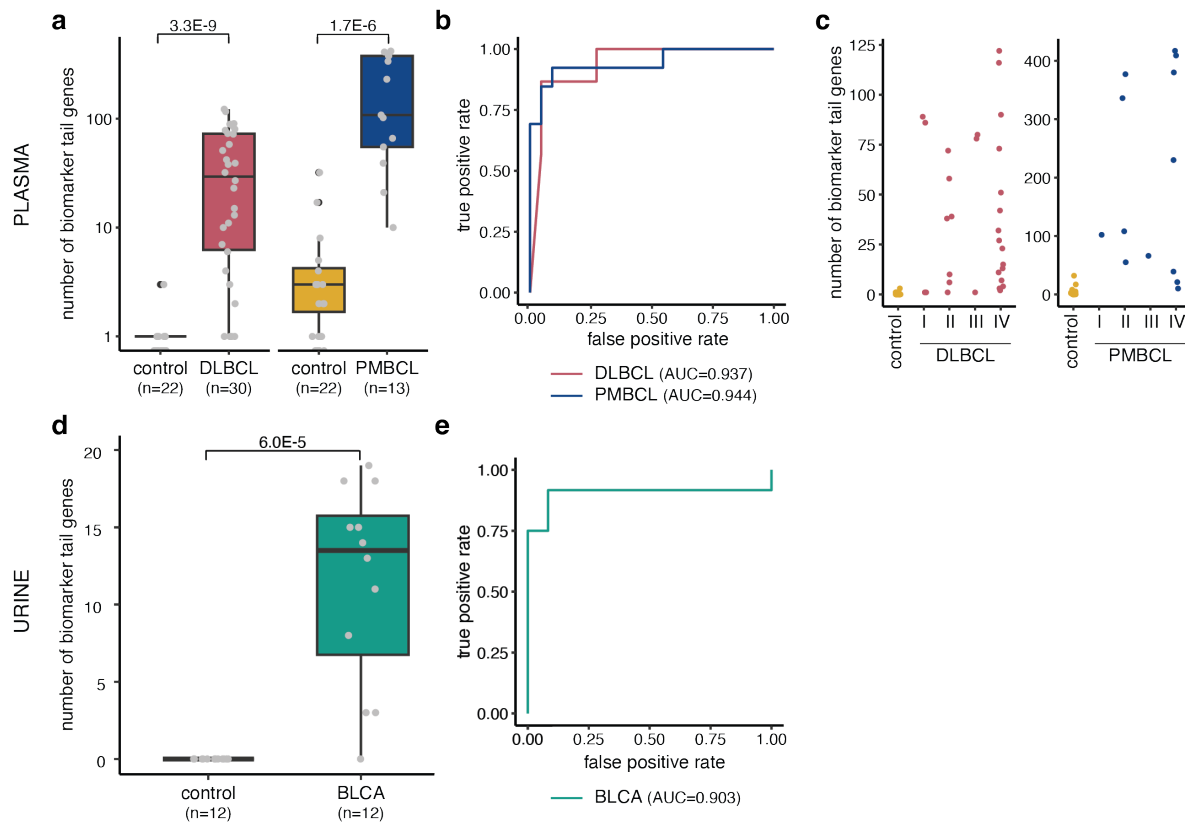 a
3.3E-9
1.7E-6
PLASMA
number of biomarker tail genes
100
10
1
control
(n=22)
DLBCL
(n=30)
control
(n=22)
PMBCL
(n=13)
b
true positive rate
1.00
0.75
0.50
0.25
0.00
0.00
0.25
0.50
0.75
1.00
false positive rate
DLBCL (AUC=0.937)
PMBCL (AUC=0.944)
c
number of biomarker tail genes
125
100
75
50
25
0
control
I
II
III
IV
DLBCL
400
300
200
100
0
control
I
II
III
IV
PMBCL
d
6.0E-5
URINE
number of biomarker tail genes
20
15
10
5
0
control
(n=12)
BLCA
(n=12)
e
true positive rate
1.00
0.75
0.50
0.25
0.00
0.00
0.25
0.50
0.75
1.00
false positive rate
BLCA (AUC=0.903)